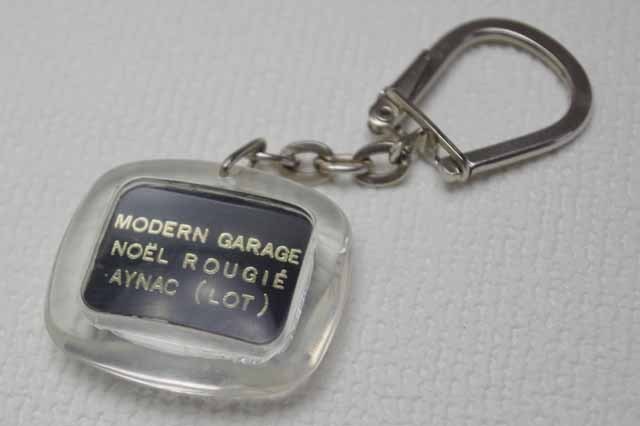 MODERN GARAGE
NOËL ROUGIÉ
AYNAC (LOT)